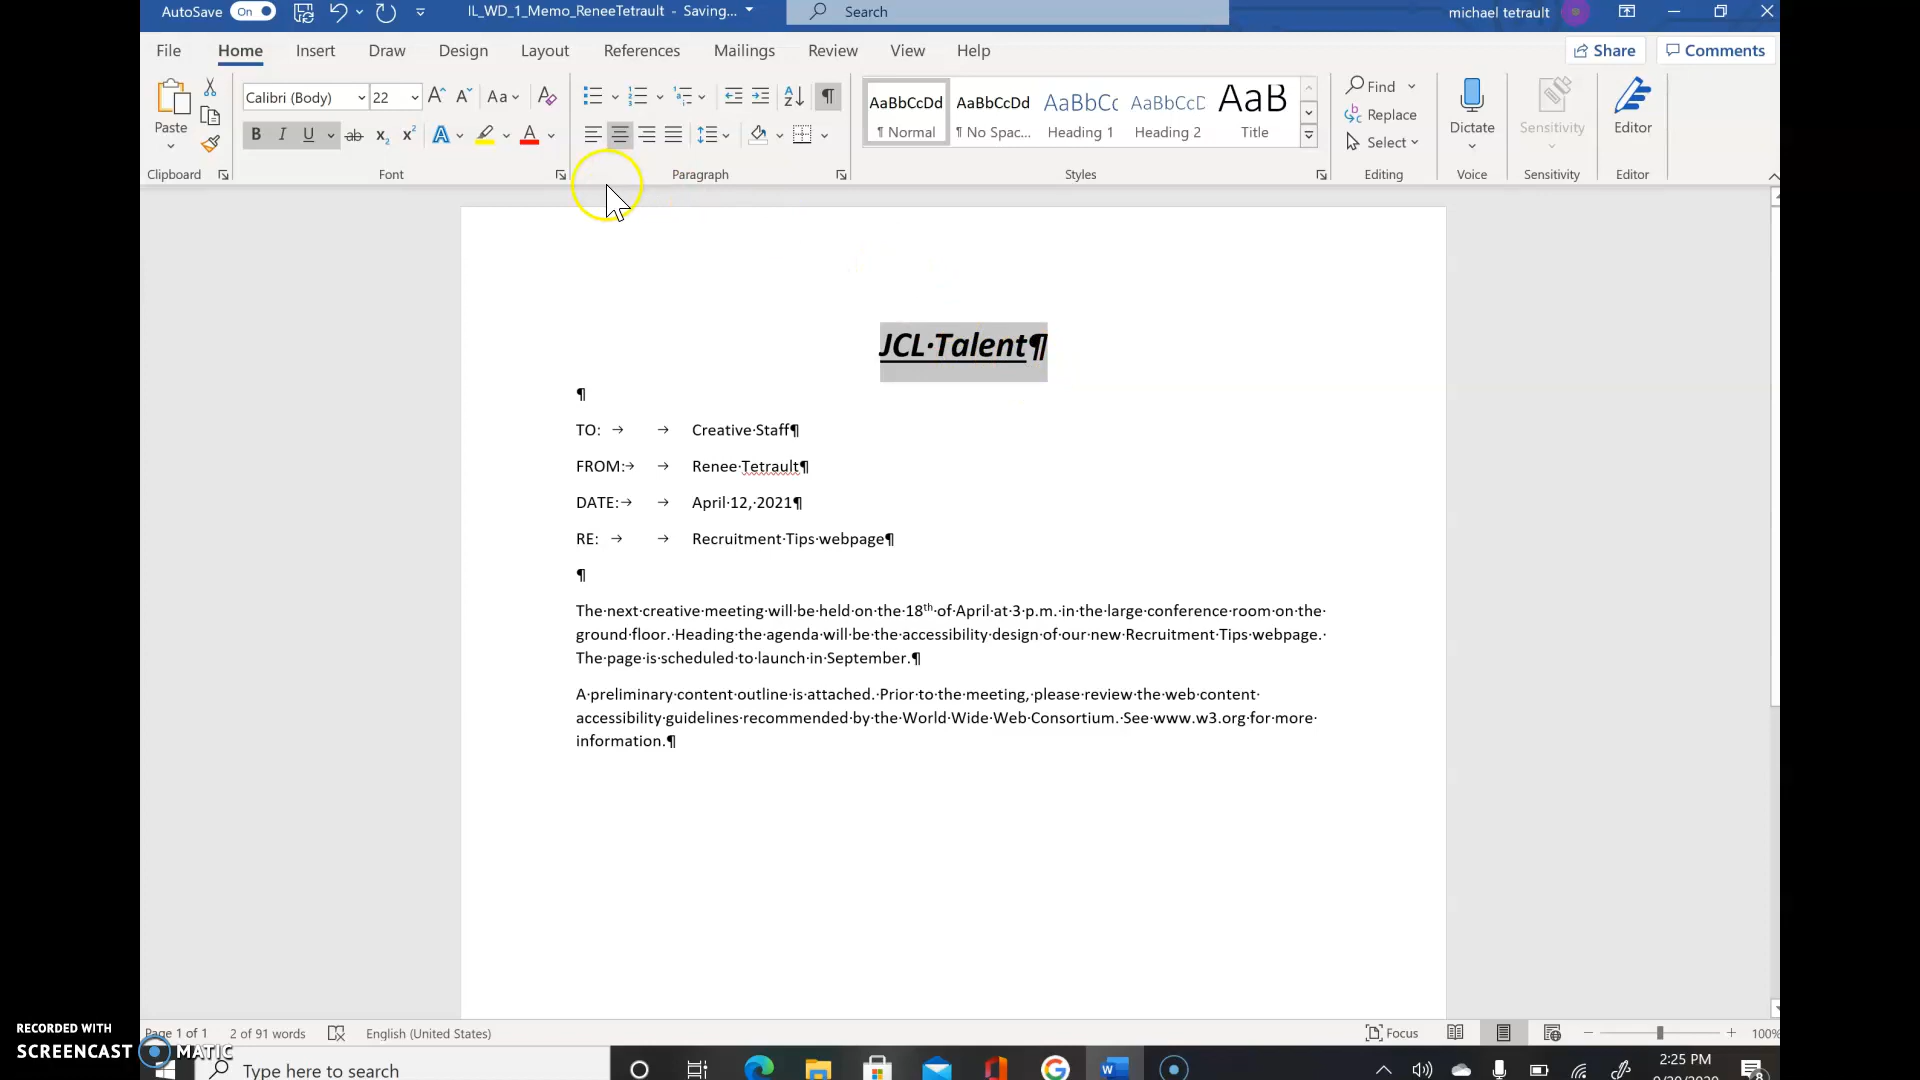 AutoSave On IL_WD_1_Memo_ReneeTetrault - Saving... Search michael tetrault
File Home Insert Draw Design Layout References Mailings Review View Help Share Comments
Calibri (Body) 22 Aa
AaBbCcDd AaBbCcDd AaBbCc AaBbCcD AaB
¶ Normal ¶ No Spac... Heading 1 Heading 2 Title
Find
Replace
Select
Paste
Dictate Sensitivity Editor
Clipboard Font Paragraph Styles Editing Voice Sensitivity Editor
JCL·Talent¶
¶
TO: → → Creative·Staff¶
FROM:→ → Renee·Tetrault¶
DATE:→ → April·12,·2021¶
RE: → → Recruitment·Tips·webpage¶
¶
The·next·creative·meeting·will·be·held·on·the·18th·of·April·at·3·p.m.·in·the·large·conference·room·on·the·
ground·floor.·Heading·the·agenda·will·be·the·accessibility·design·of·our·new·Recruitment·Tips·webpage.·
The·page·is·scheduled·to·launch·in·September.¶
A·preliminary·content·outline·is·attached.·Prior·to·the·meeting,·please·review·the·web·content·
accessibility·guidelines·recommended·by·the·World·Wide·Web·Consortium.·See·www.w3.org·for·more·
information.¶
Page 1 of 1 2 of 91 words English (United States) Focus 100%
RECORDED WITH
SCREENCAST MATIC
Type here to search
2:25 PM